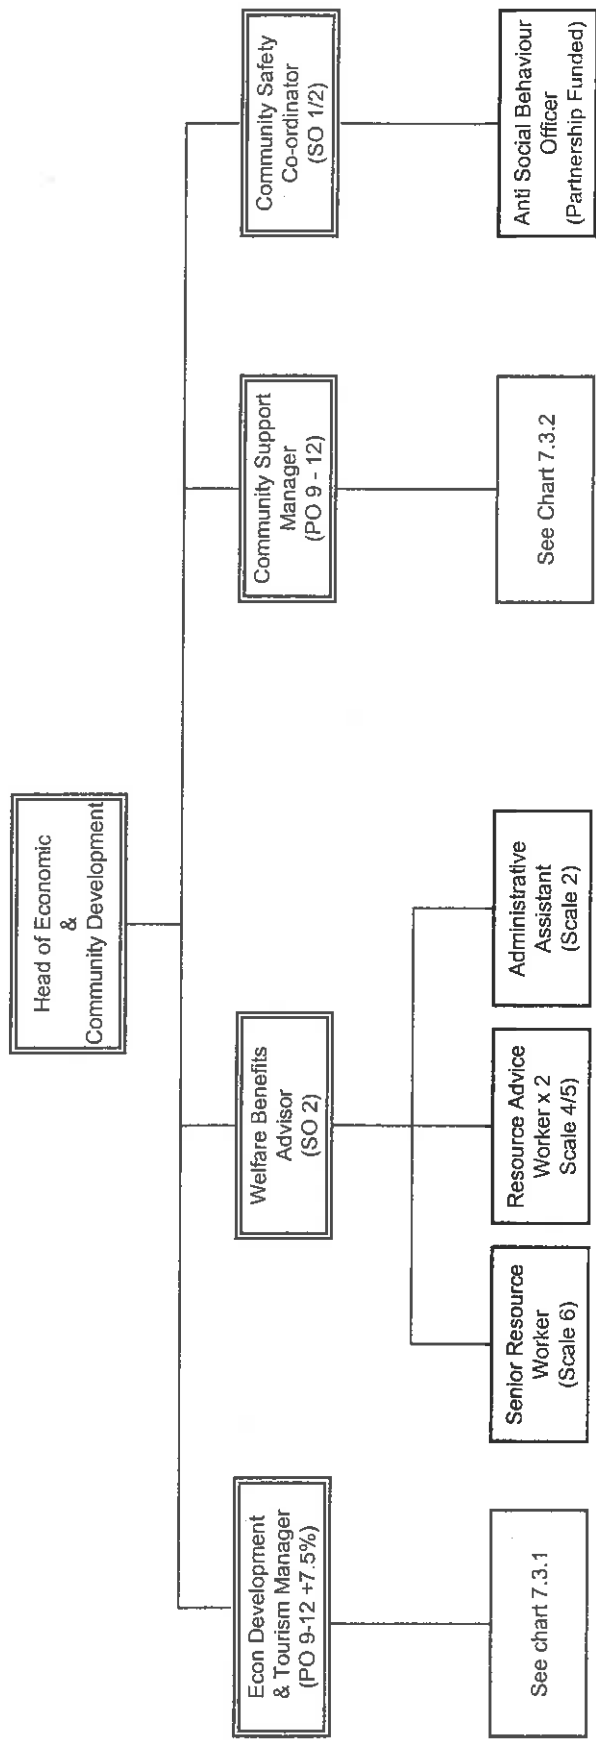 Head of Economic
&
Community Development
Econ Development
& Tourism Manager
(PO 9-12 +7.5%)
Welfare Benefits
Advisor
(SO 2)
Community Support
Manager
(PO 9 - 12)
Community Safety
Co-ordinator
(SO 1/2)
See chart 7.3.1
Senior Resource
Worker
(Scale 6)
Resource Advice
Worker x 2
Scale 4/5)
Administrative
Assistant
(Scale 2)
See Chart 7.3.2
Anti Social Behaviour
Officer
(Partnership Funded)